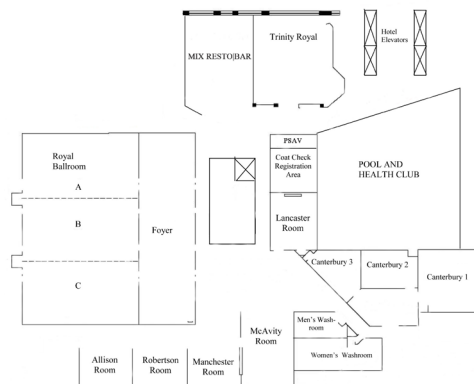 Trinity Royal
MIX RESTO|BAR
Hotel
Elevators
PSAV
Coat Check
Registration
Area
POOL AND
HEALTH CLUB
Royal
Ballroom
A
B
C
Foyer
Lancaster
Room
Canterbury 3
Canterbury 2
Canterbury 1
Men's Wash-
room
McAvity
Room
Women's Washroom
Allison
Room
Robertson
Room
Manchester
Room